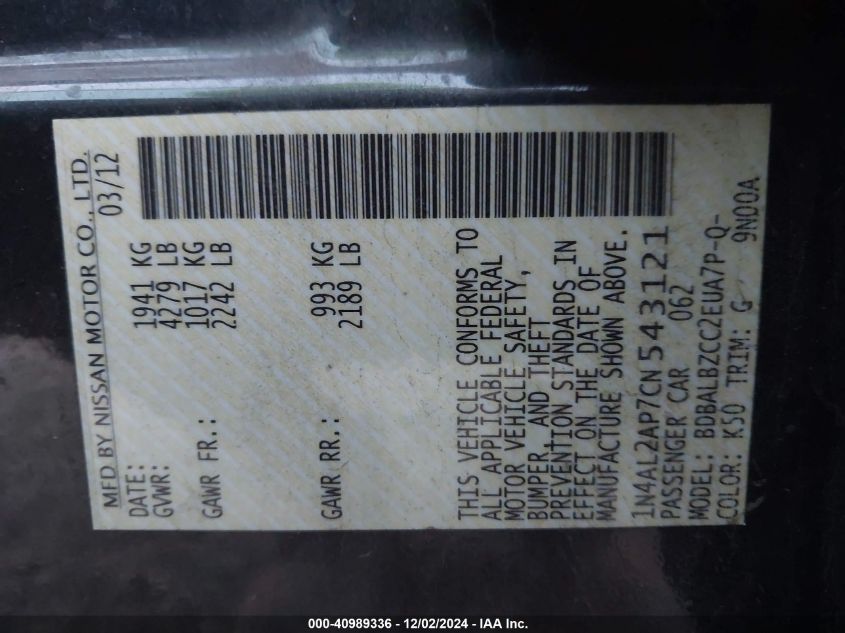 MFD BY NISSAN MOTOR CO., LTD.
DATE: 03/12
GVWR: 1941 KG
4279 LB
GAWR FR.: 1017 KG
2242 LB
GAWR RR.: 993 KG
2189 LB
THIS VEHICLE CONFORMS TO
ALL APPLICABLE FEDERAL
MOTOR VEHICLE SAFETY,
BUMPER, AND THEFT
PREVENTION STANDARDS IN
EFFECT ON THE DATE OF
MANUFACTURE SHOWN ABOVE.
1N4AL2AP7CN543121
PASSENGER CAR 062
MODEL: BDBALBZCC2EUA7P-Q-
COLOR: K50 TRIM: G 9N00A
000-40989336 - 12/02/2024 - IAA Inc.